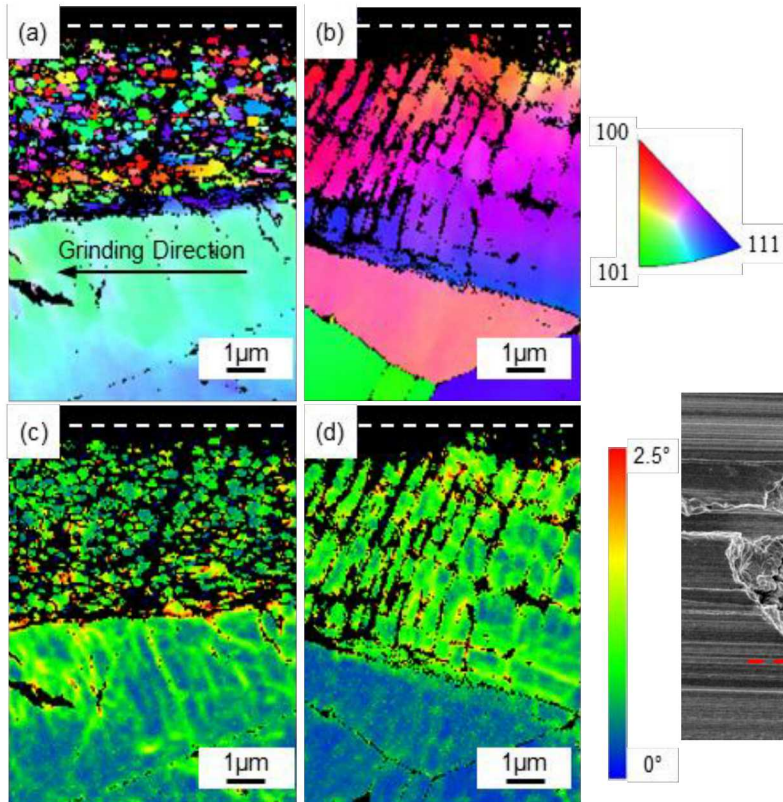 (a)
(b)
Grinding Direction
1µm
1µm
100
101
111
(c)
(d)
1µm
1µm
2.5°
0°